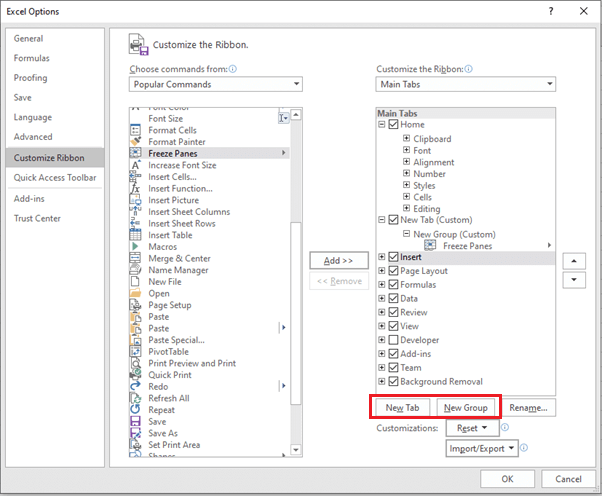 Excel Options
?
General
Formulas
Proofing
Save
Language
Advanced
Customize Ribbon
Quick Access Toolbar
Add-ins
Trust Center
Customize the Ribbon.
Choose commands from:
Popular Commands
Font Color
Font Size
Format Cells
Format Painter
Freeze Panes
Increase Font Size
Insert Cells...
Insert Function...
Insert Picture
Insert Sheet Columns
Insert Sheet Rows
Insert Table
Macros
Merge & Center
Name Manager
New File
Open
Page Setup
Paste
Paste
Paste Special...
PivotTable
Print Preview and Print
Quick Print
Redo
Refresh All
Repeat
Save
Save As
Set Print Area
Shapes
Add >>
<< Remove
Customize the Ribbon:
Main Tabs
Main Tabs
Home
Clipboard
Font
Alignment
Number
Styles
Cells
Editing
New Tab (Custom)
New Group (Custom)
Freeze Panes
Insert
Page Layout
Formulas
Data
Review
View
Developer
Add-ins
Team
Background Removal
New Tab New Group Rename...
Customizations: Reset
Import/Export
OK Cancel